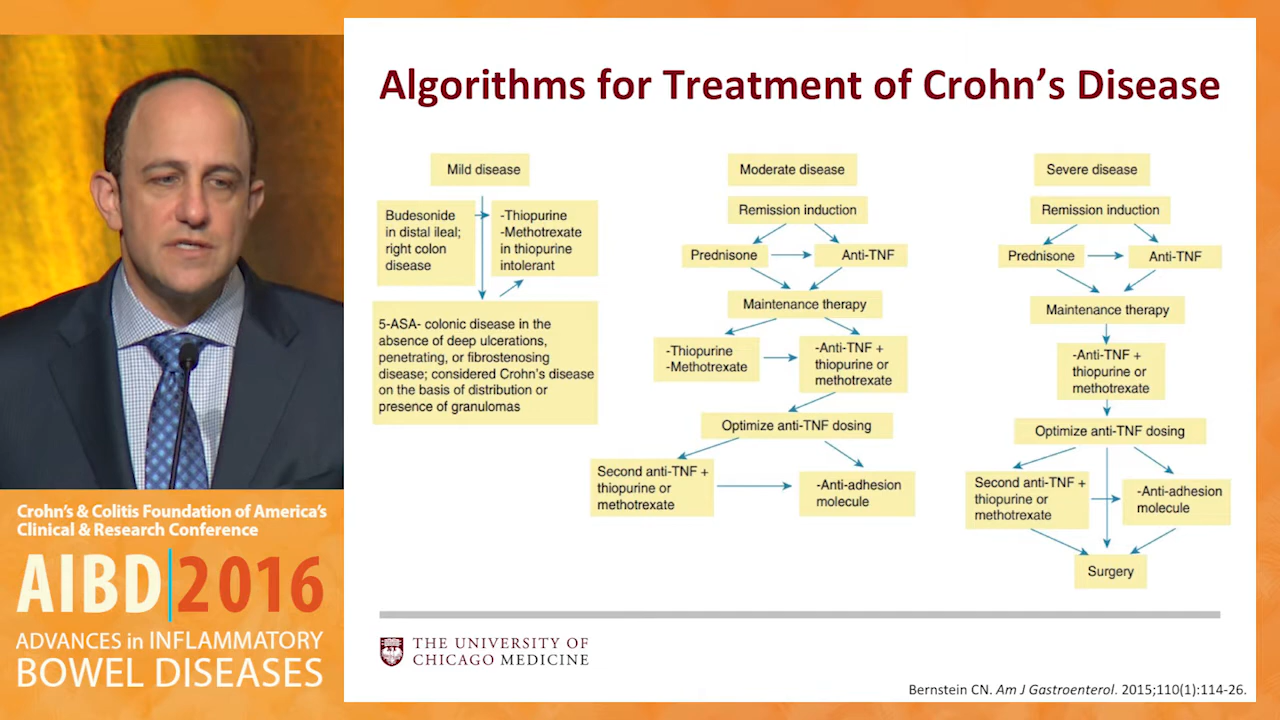 Algorithms for Treatment of Crohn's Disease
Mild disease
Budesonide
in distal ileal;
right colon
disease
-Thiopurine
-Methotrexate
in thiopurine
intolerant
5-ASA- colonic disease in the
absence of deep ulcerations,
penetrating, or fibrostenosing
disease; considered Crohn's disease
on the basis of distribution or
presence of granulomas
Moderate disease
Remission induction
Prednisone
Anti-TNF
Maintenance therapy
-Thiopurine
-Methotrexate
-Anti-TNF +
thiopurine or
methotrexate
Optimize anti-TNF dosing
Second anti-TNF +
thiopurine or
methotrexate
-Anti-adhesion
molecule
Severe disease
Remission induction
Prednisone
Anti-TNF
Maintenance therapy
-Anti-TNF +
thiopurine or
methotrexate
Optimize anti-TNF dosing
Second anti-TNF +
thiopurine or
methotrexate
-Anti-adhesion
molecule
Surgery
THE UNIVERSITY OF
CHICAGO MEDICINE
Bernstein CN. Am J Gastroenterol. 2015;110(1):114-26.
Crohn's & Colitis Foundation of America's
Clinical & Research Conference
AIBD|2016
ADVANCES in INFLAMMATORY
BOWEL DISEASES